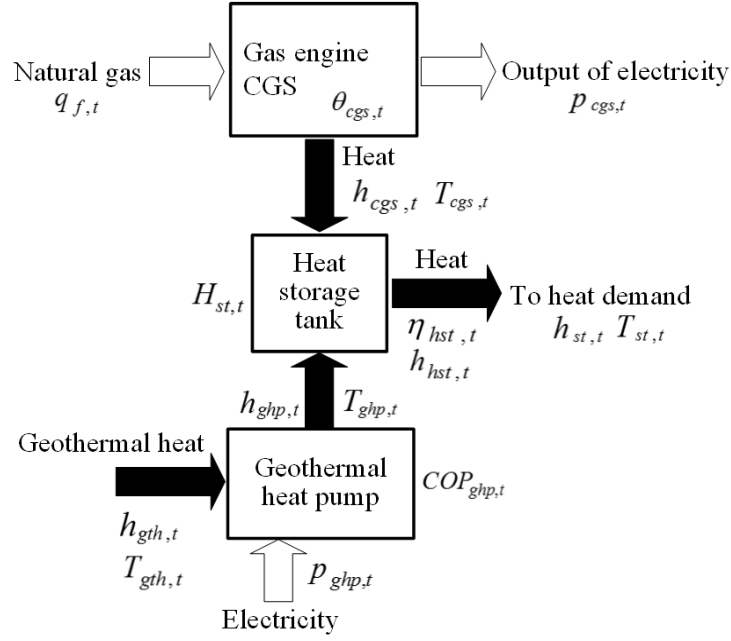 Gas engine
CGS
θcgs,t
Natural gas
qf,t
Output of electricity
pcgs,t
Heat
hcgs,t Tcgs,t
Heat
storage
tank
Hst,t
Heat
ηhst,t
hhst,t
To heat demand
hst,t Tst,t
hghp,t Tghp,t
Geothermal heat
hgth,t
Tgth,t
Geothermal
heat pump
COPghp,t
pghp,t
Electricity